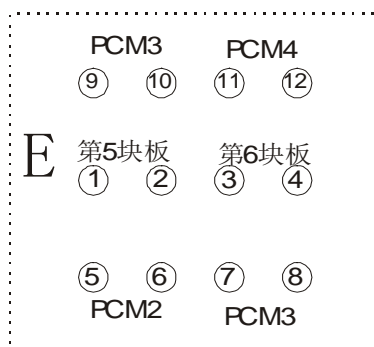 PCM3 PCM4
⑨ ⑩ ⑪ ⑫
E 第5块板 第6块板
① ② ③ ④
⑤ ⑥ ⑦ ⑧
PCM2 PCM3